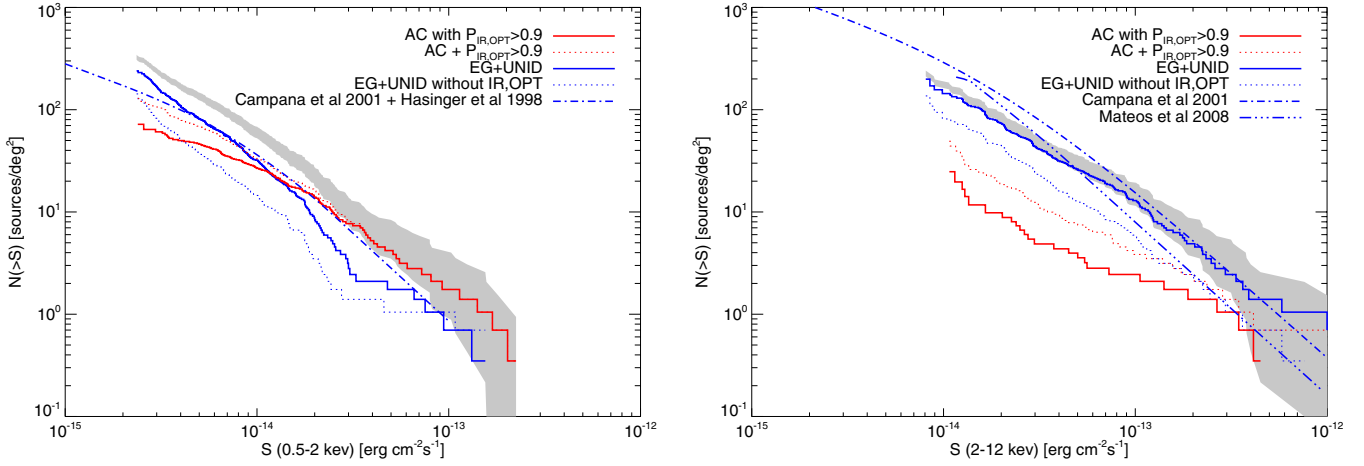 AC with P_IR,OPT>0.9
AC + P_IR,OPT>0.9
EG+UNID
EG+UNID without IR,OPT
Campana et al 2001 + Hasinger et al 1998
N(>S) [sources/deg²]
10³
10²
10¹
10⁰
10⁻¹
10⁻¹⁵
10⁻¹⁴
10⁻¹³
10⁻¹²
S (0.5-2 kev) [erg cm⁻²s⁻¹]
AC with P_IR,OPT>0.9
AC + P_IR,OPT>0.9
EG+UNID
EG+UNID without IR,OPT
Campana et al 2001
Mateos et al 2008
N(>S) [sources/deg²]
10³
10²
10¹
10⁰
10⁻¹
10⁻¹⁵
10⁻¹⁴
10⁻¹³
10⁻¹²
S (2-12 kev) [erg cm⁻²s⁻¹]